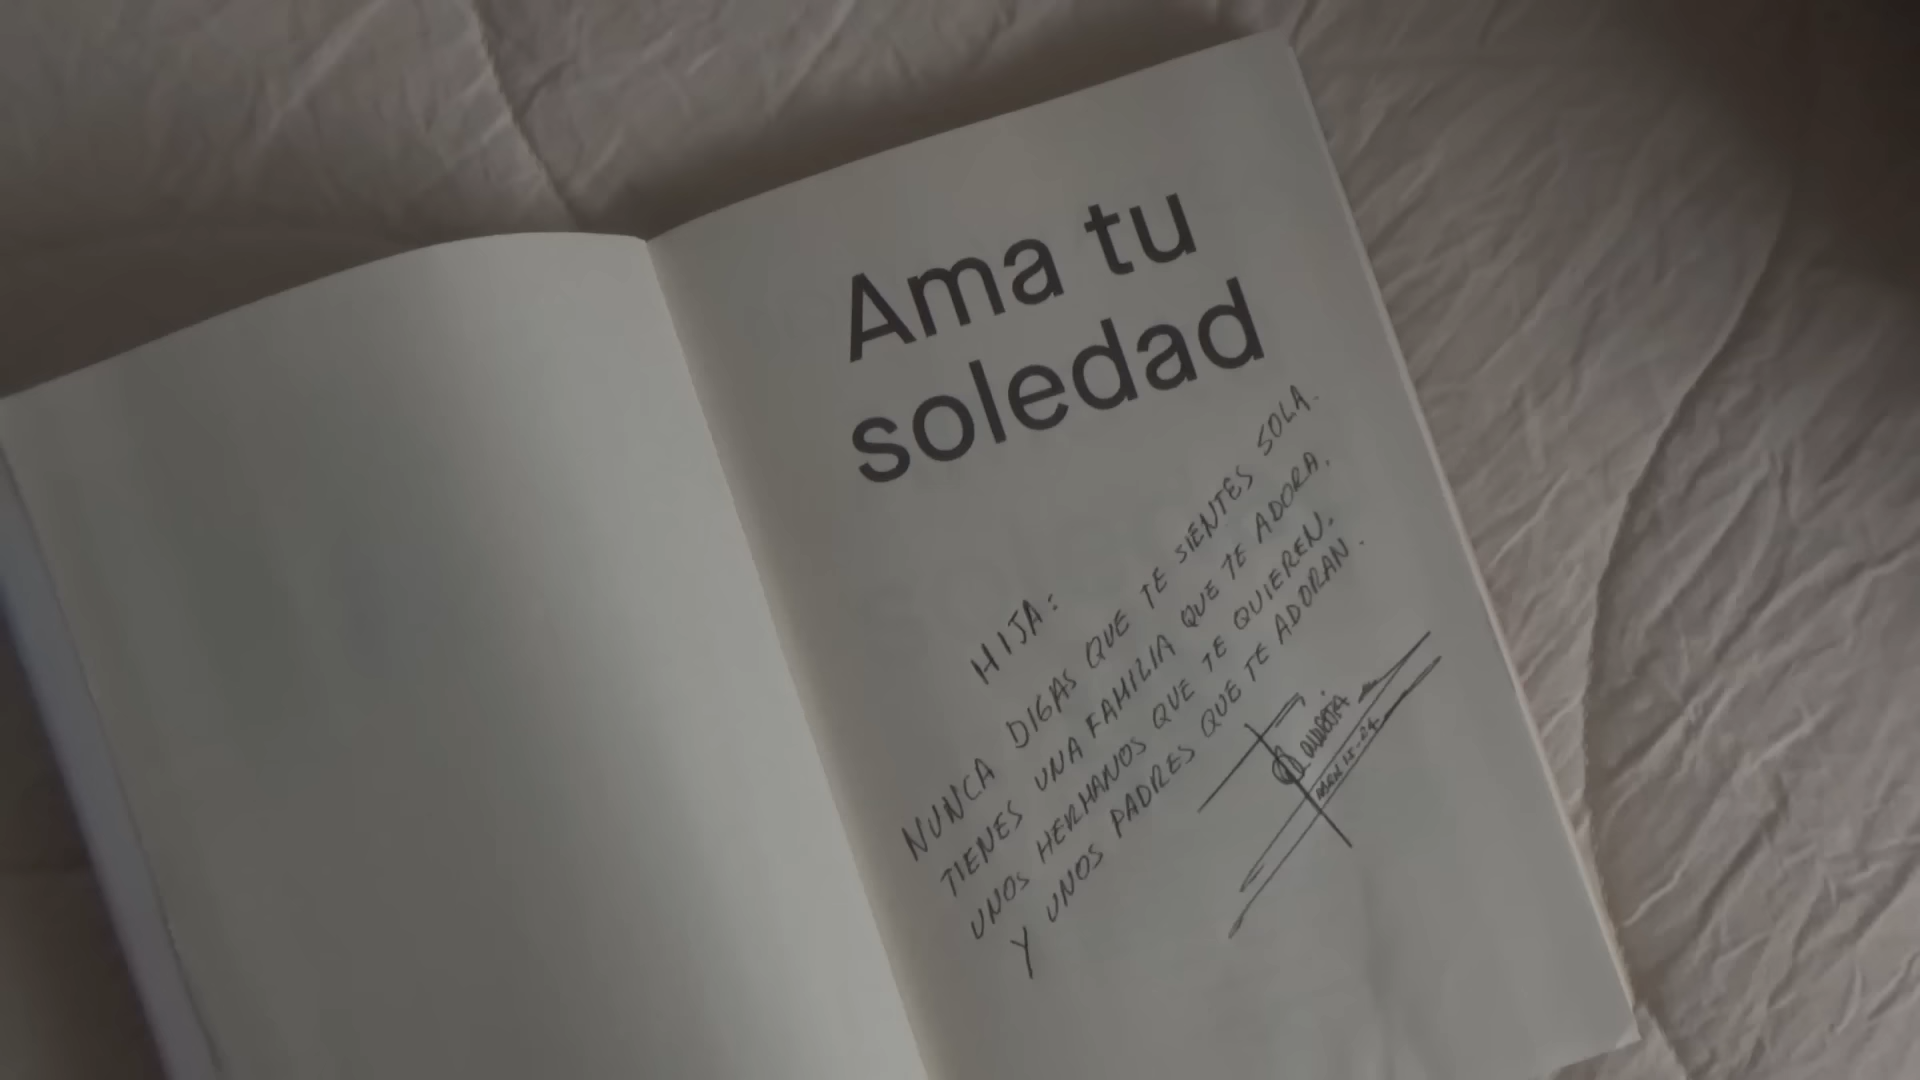 Ama tu
soledad
HIJA:
NUNCA DIGAS QUE TE SIENTES SOLA.
TIENES UNA FAMILIA QUE TE ADORA.
UNOS HERMANOS QUE TE QUIEREN.
Y UNOS PADRES QUE TE ADORAN.